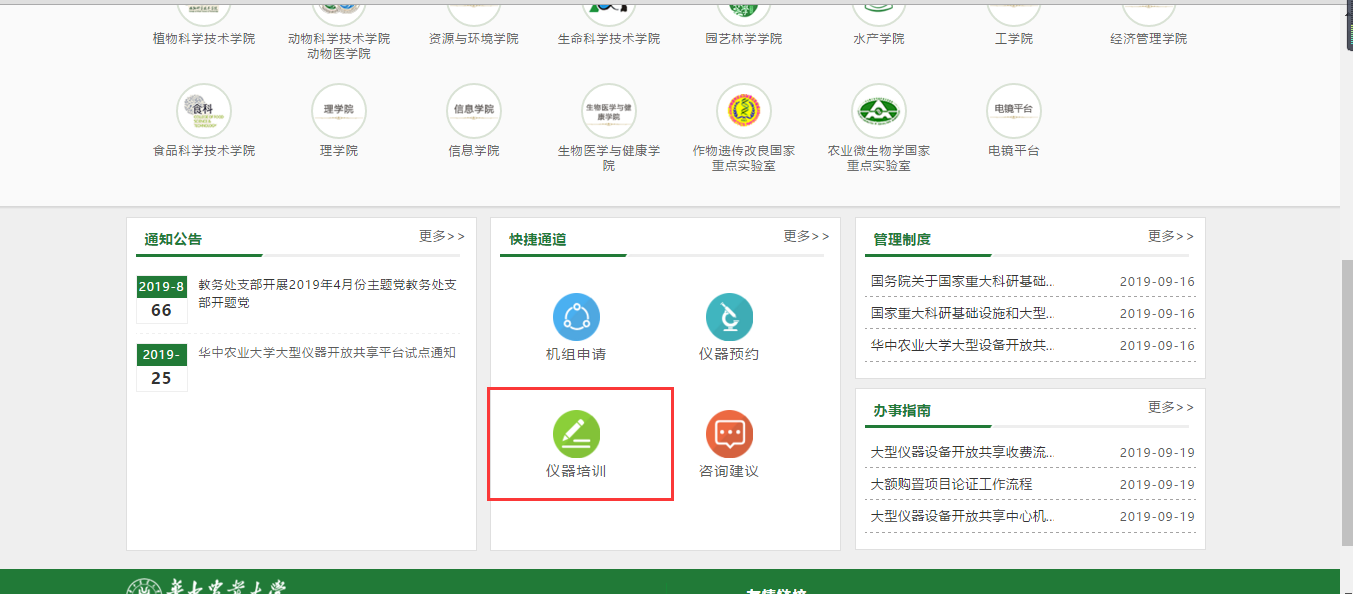 植物科学技术学院
动物科学技术学院
动物医学院
资源与环境学院
生命科学技术学院
园艺林学学院
水产学院
工学院
经济管理学院
食科
理学院
信息学院
生物医学与健
康学院
电镜平台
食品科学技术学院
理学院
信息学院
生物医学与健康学
院
作物遗传改良国家
重点实验室
农业微生物学国家
重点实验室
电镜平台
通知公告
更多>>
2019-8
66
教务处支部开展2019年4月份主题党教务处支
部开题党
2019-
25
华中农业大学大型仪器开放共享平台试点通知
快捷通道
更多>>
机组申请
仪器预约
仪器培训
咨询建议
管理制度
更多>>
国务院关于国家重大科研基础... 2019-09-16
国家重大科研基础设施和大型... 2019-09-16
华中农业大学大型设备开放共... 2019-09-16
办事指南
更多>>
大型仪器设备开放共享收费流... 2019-09-19
大额购置项目论证工作流程 2019-09-19
大型仪器设备开放共享中心机... 2019-09-19
华中农业大学
友情链接